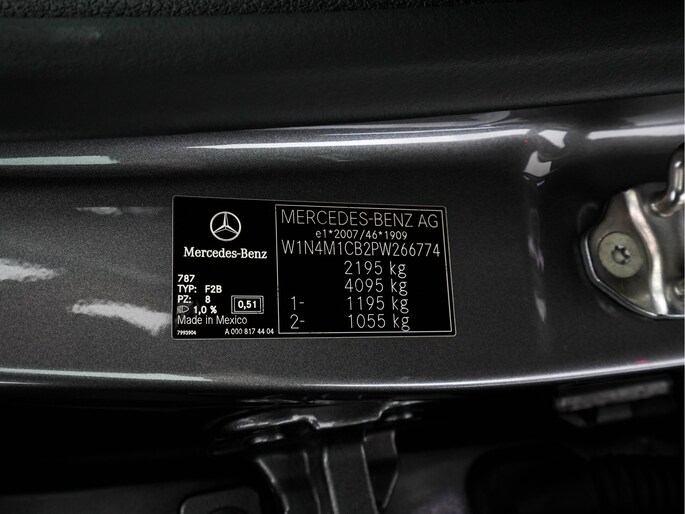 Mercedes-Benz
787
TYP: F2B
PZ: 8
1,0 % 0,51
Made in Mexico
7993904 A 000 817 44 04
MERCEDES-BENZ AG
e1*2007/46*1909
W1N4M1CB2PW266774
2195 kg
4095 kg
1- 1195 kg
2- 1055 kg